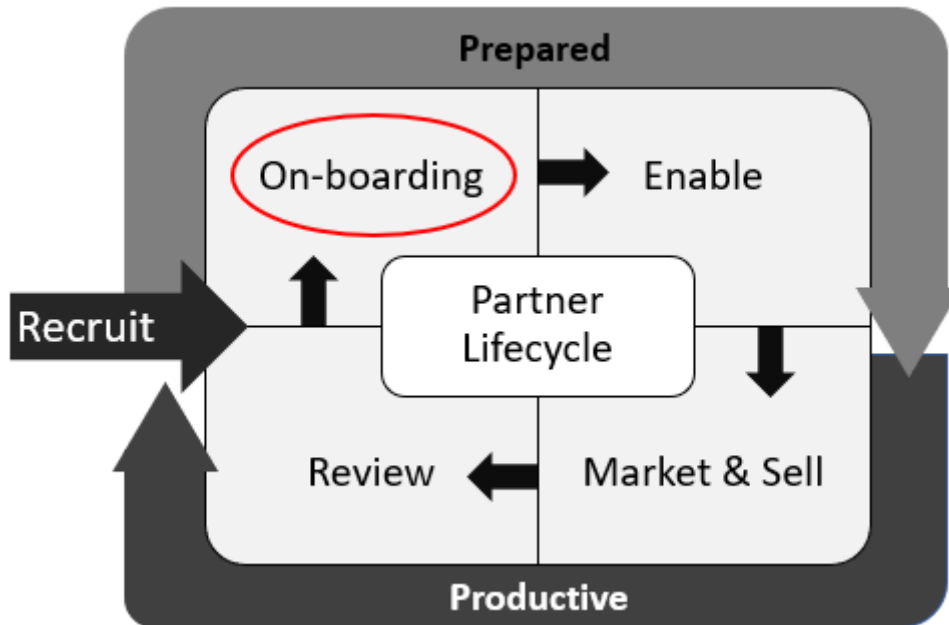 Prepared
On-boarding
Enable
Recruit
Partner
Lifecycle
Review
Market & Sell
Productive